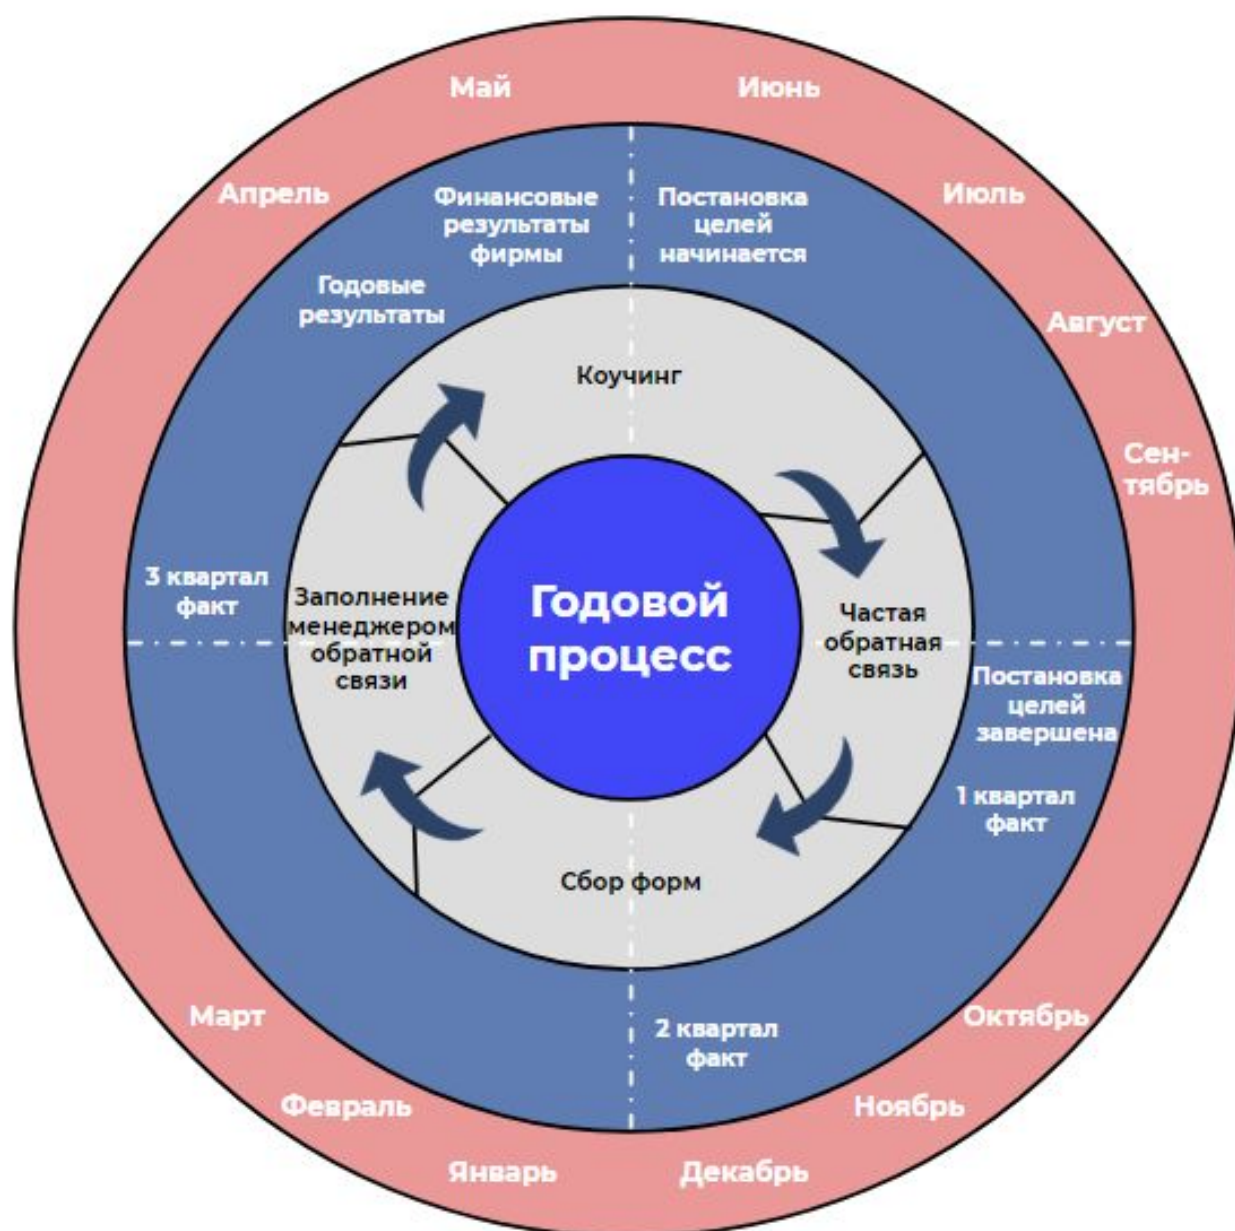 Май
Июнь
Апрель
Июль
Финансовые
результаты
фирмы
Постановка
целей
начинается
Годовые
результаты
Август
Коучинг
Сен-
тябрь
3 квартал
факт
Заполнение
менеджером
обратной
связи
Годовой
процесс
Частая
обратная
связь
Постановка
целей
завершена
1 квартал
факт
Сбор форм
Март
2 квартал
факт
Октябрь
Февраль
Ноябрь
Январь
Декабрь